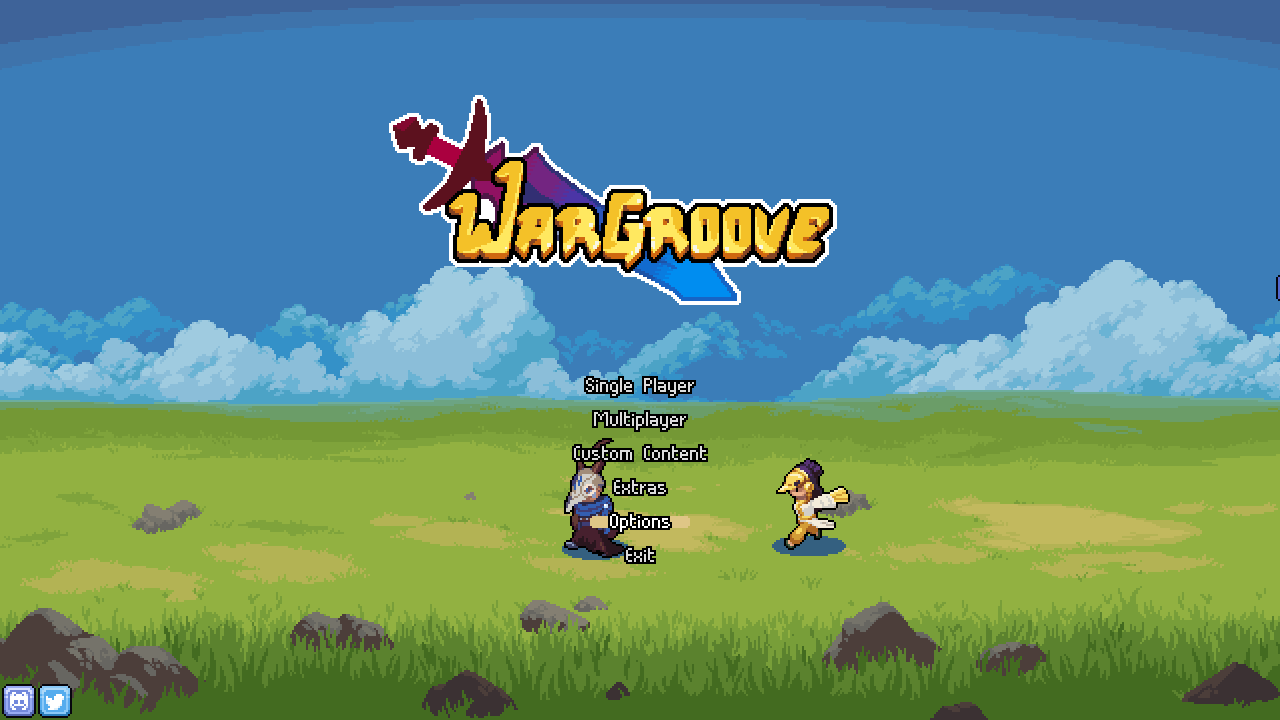 WARGROOVE
Single Player
Multiplayer
Custom Content
Extras
Options
Exit